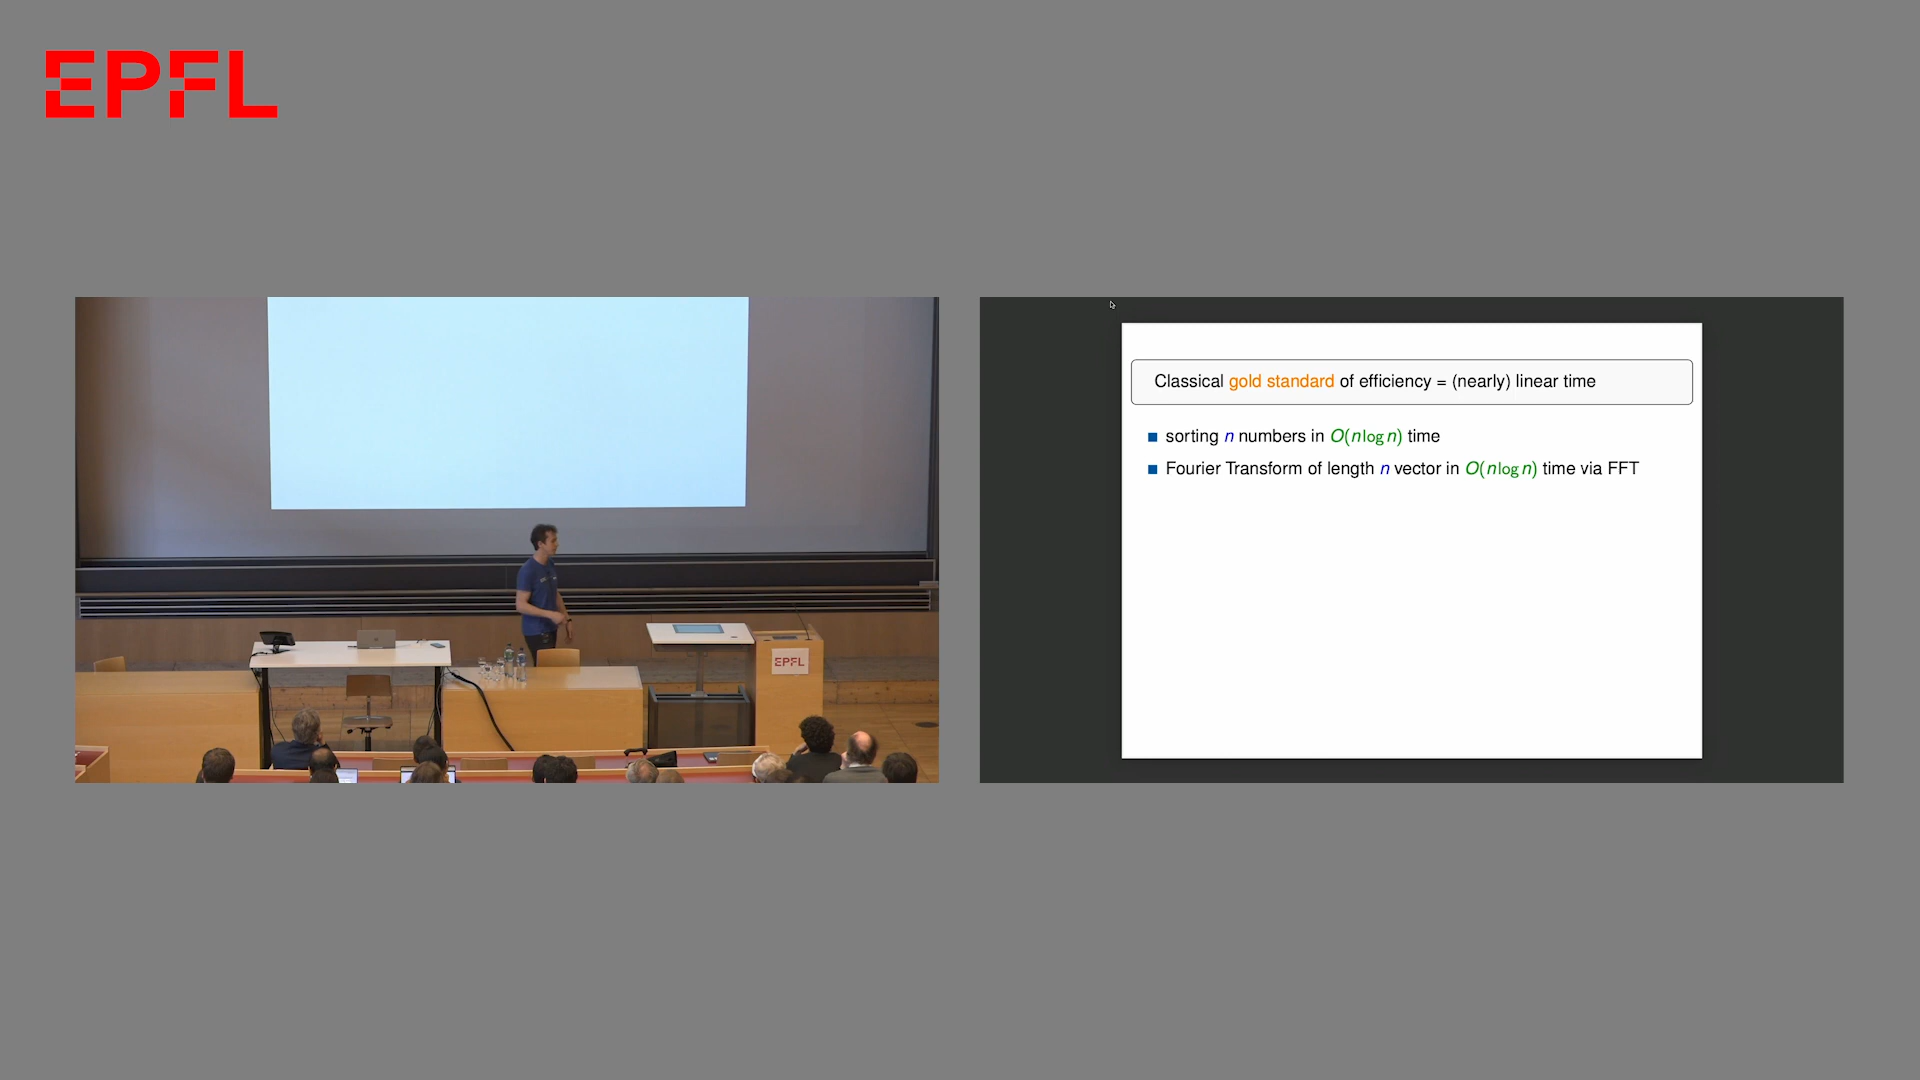 EPFL
EPFL
Classical gold standard of efficiency = (nearly) linear time
sorting n numbers in O(n log n) time
Fourier Transform of length n vector in O(n log n) time via FFT